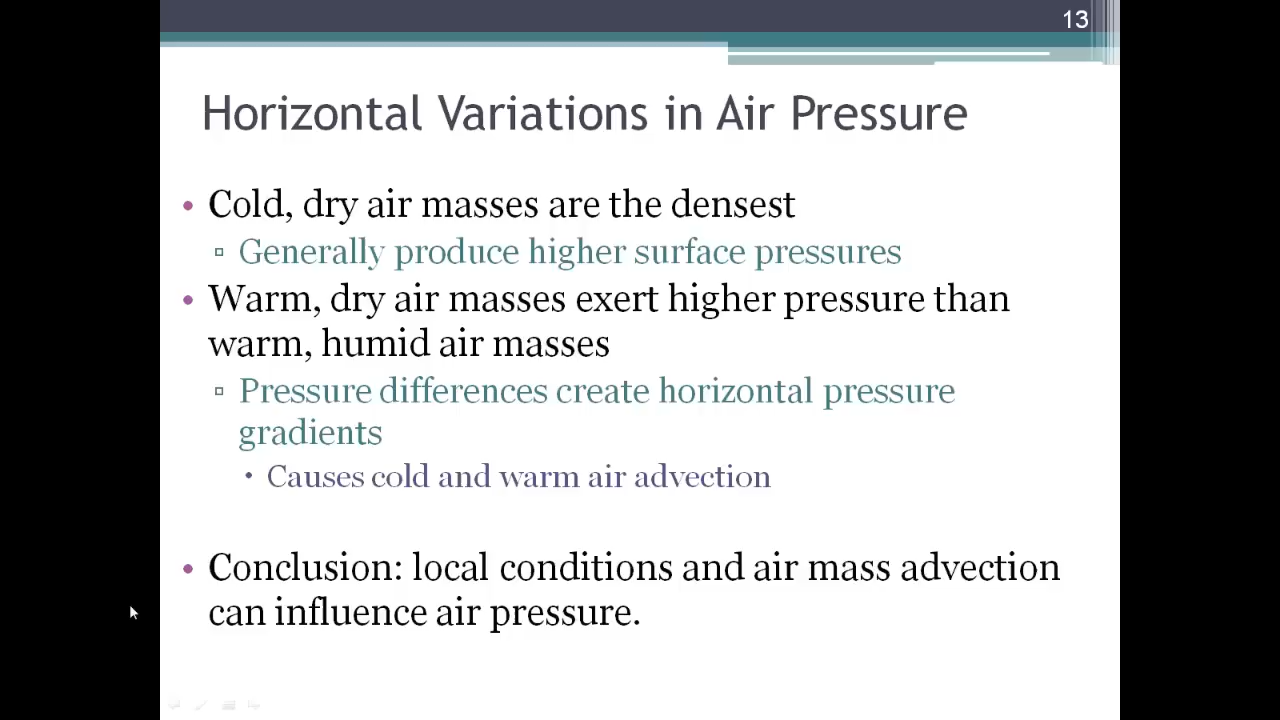 13
Horizontal Variations in Air Pressure
• Cold, dry air masses are the densest
▫ Generally produce higher surface pressures
• Warm, dry air masses exert higher pressure than
warm, humid air masses
▫ Pressure differences create horizontal pressure
gradients
• Causes cold and warm air advection
• Conclusion: local conditions and air mass advection
can influence air pressure.